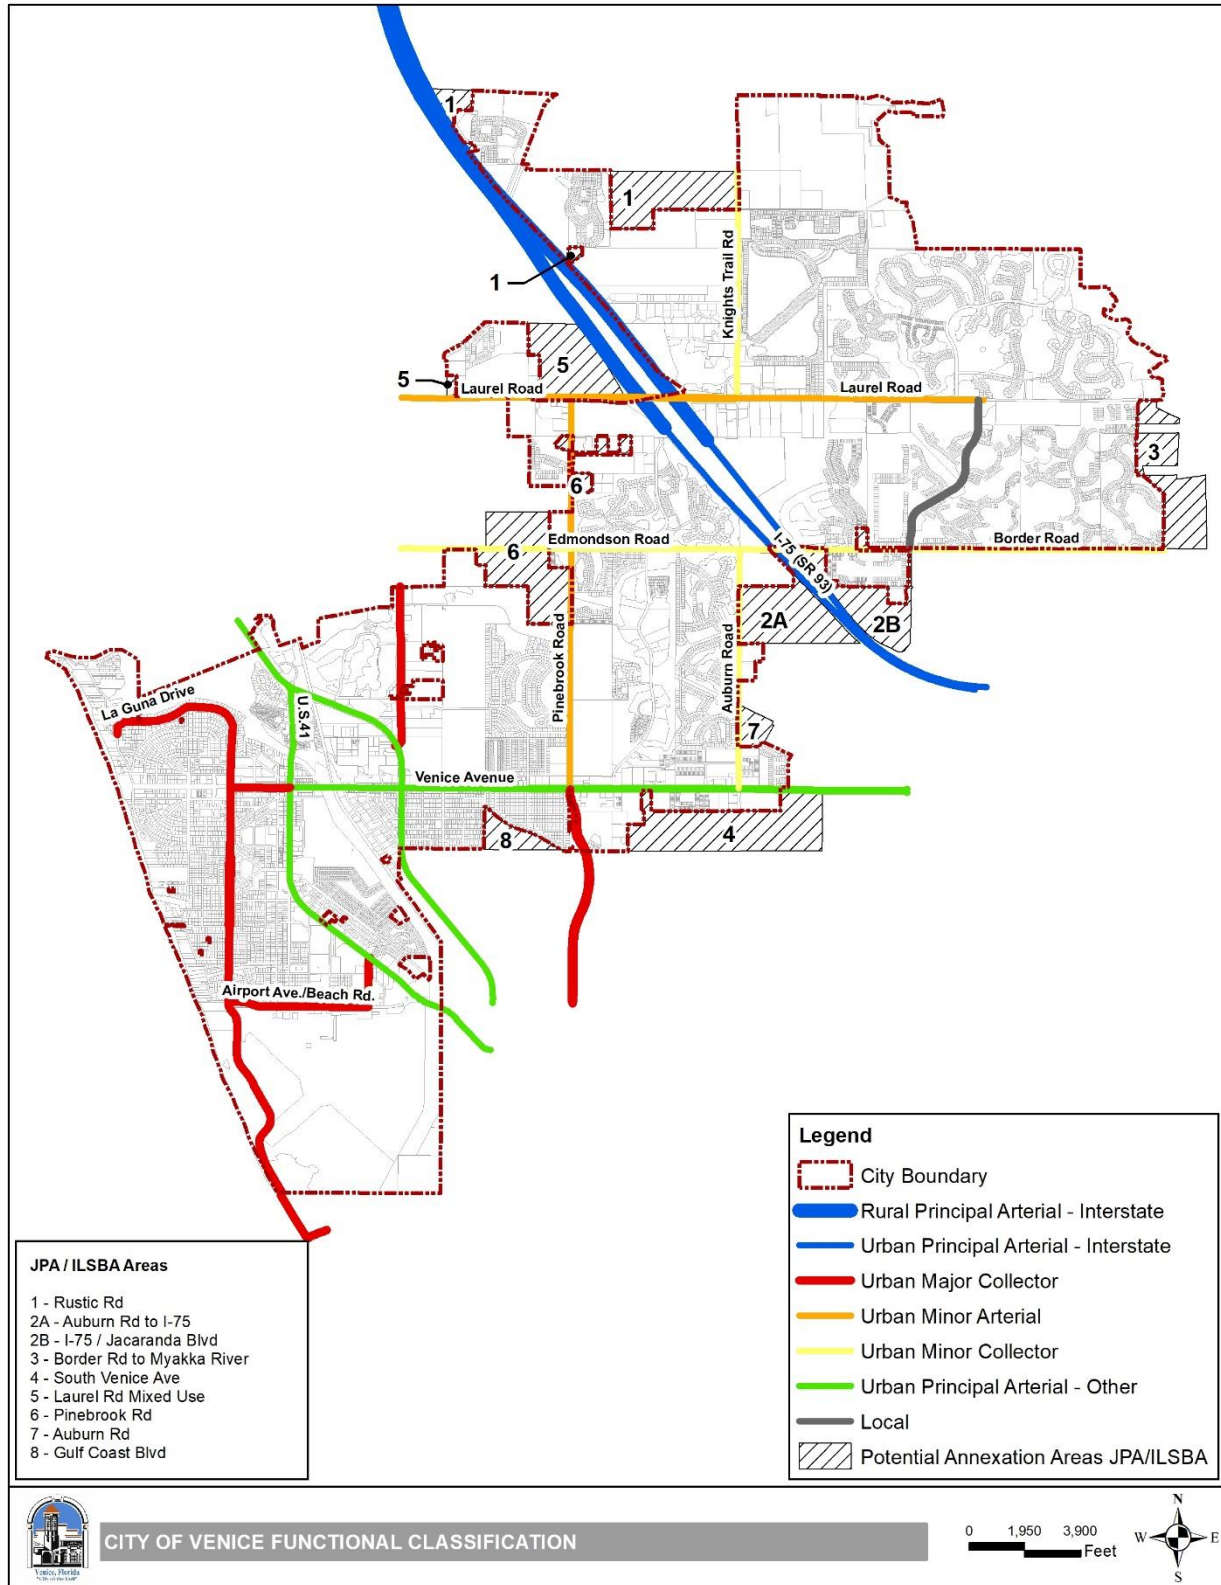 1
1
Knights Trail Rd
1
5
5
Laurel Road
Laurel Road
3
6
6
Edmondson Road
I-75 (SR 93)
Border Road
2A
2B
Pinebrook Road
Auburn Road
La Guna Drive
U.S.41
7
Venice Avenue
8
4
Airport Ave./Beach Rd.
Legend
City Boundary
Rural Principal Arterial - Interstate
Urban Principal Arterial - Interstate
Urban Major Collector
Urban Minor Arterial
Urban Minor Collector
Urban Principal Arterial - Other
Local
Potential Annexation Areas JPA/ILSBA
JPA / ILSBA Areas
1 - Rustic Rd
2A - Auburn Rd to I-75
2B - I-75 / Jacaranda Blvd
3 - Border Rd to Myakka River
4 - South Venice Ave
5 - Laurel Rd Mixed Use
6 - Pinebrook Rd
7 - Auburn Rd
8 - Gulf Coast Blvd
Venice, Florida
"City on the Gulf"
CITY OF VENICE FUNCTIONAL CLASSIFICATION
0 1,950 3,900
Feet
N
W E
S